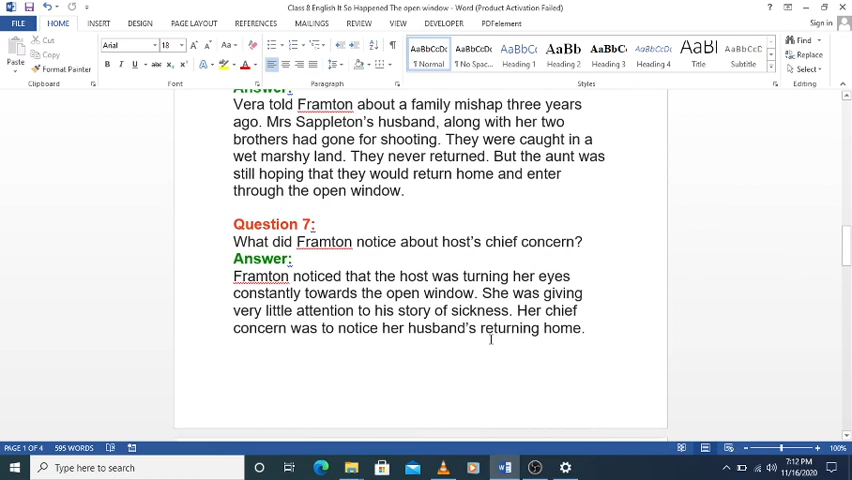 Class 8 English It So Happened The open window - Word (Product Activation Failed)
Sign in
FILE HOME INSERT DESIGN PAGE LAYOUT REFERENCES MAILINGS REVIEW VIEW DEVELOPER PDFelement
Cut
Copy
Format Painter
Paste
Arial 18
AaBbCcDc AaBbCcDc AaBbCc AaBb AaBbCc AaBbCcDc AaBl AaBbCcD
¶ Normal ¶ No Spac... Heading 1 Heading 2 Heading 3 Heading 4 Title Subtitle
Find
Replace
Select
Clipboard Font Paragraph Styles Editing
Answer:
Vera told Framton about a family mishap three years
ago. Mrs Sappleton's husband, along with her two
brothers had gone for shooting. They were caught in a
wet marshy land. They never returned. But the aunt was
still hoping that they would return home and enter
through the open window.
Question 7:
What did Framton notice about host's chief concern?
Answer:
Framton noticed that the host was turning her eyes
constantly towards the open window. She was giving
very little attention to his story of sickness. Her chief
concern was to notice her husband's returning home.
PAGE 1 OF 4 595 WORDS
100%
Type here to search
7:12 PM
11/16/2020